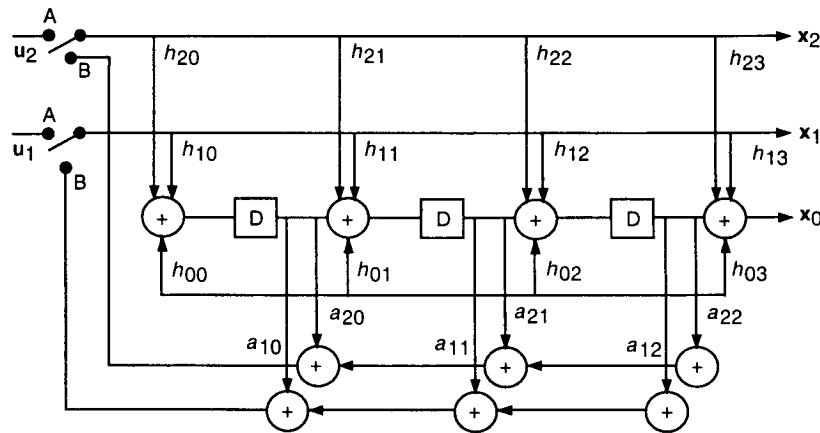 A
u2
B
h20
h21
h22
h23
x2
A
u1
B
h10
h11
h12
h13
x1
+
D
+
D
+
D
+
x0
h00
h01
h02
h03
a20
a21
a22
a10
a11
a12
+
+
+
+
+
+